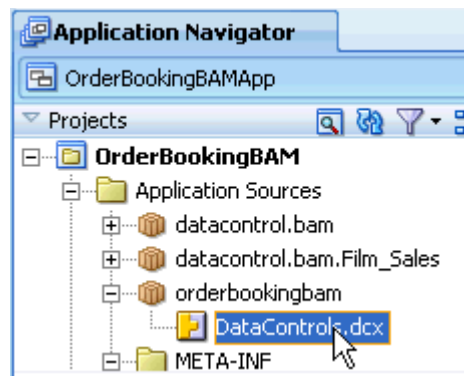 Application Navigator
OrderBookingBAMApp
Projects
OrderBookingBAM
Application Sources
datacontrol.bam
datacontrol.bam.Film_Sales
orderbookingbam
DataControls.dcx
META-INF